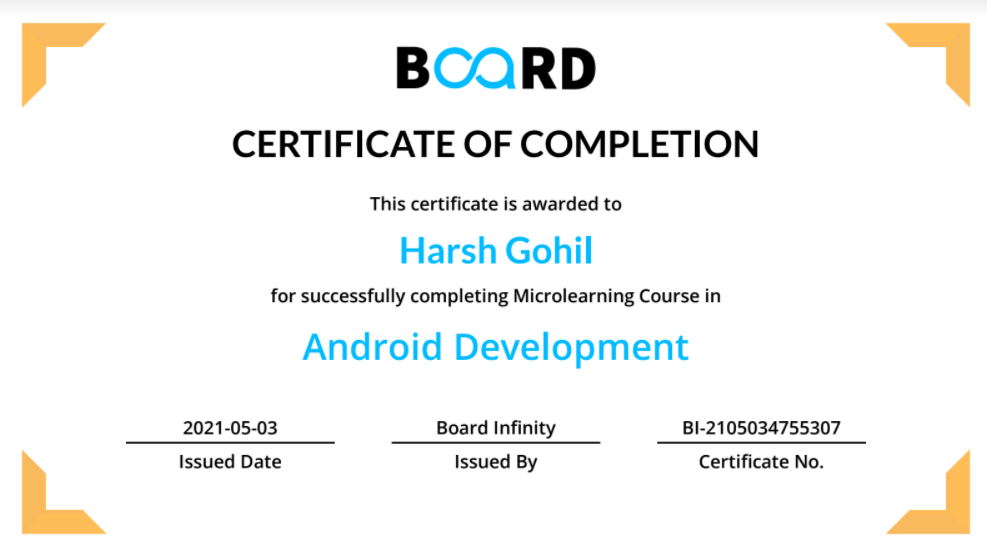 BOARD
CERTIFICATE OF COMPLETION
This certificate is awarded to
Harsh Gohil
for successfully completing Microlearning Course in
Android Development
2021-05-03 Board Infinity BI-2105034755307
Issued Date Issued By Certificate No.